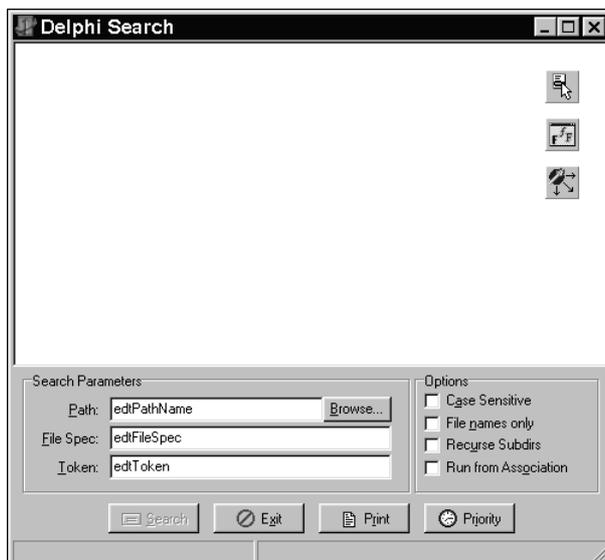 Delphi Search
F f F
Search Parameters
Path: edtPathName Browse...
File Spec: edtFileSpec
Token: edtToken
Options
Case Sensitive
File names only
Recurse Subdirs
Run from Association
Search Exit Print Priority